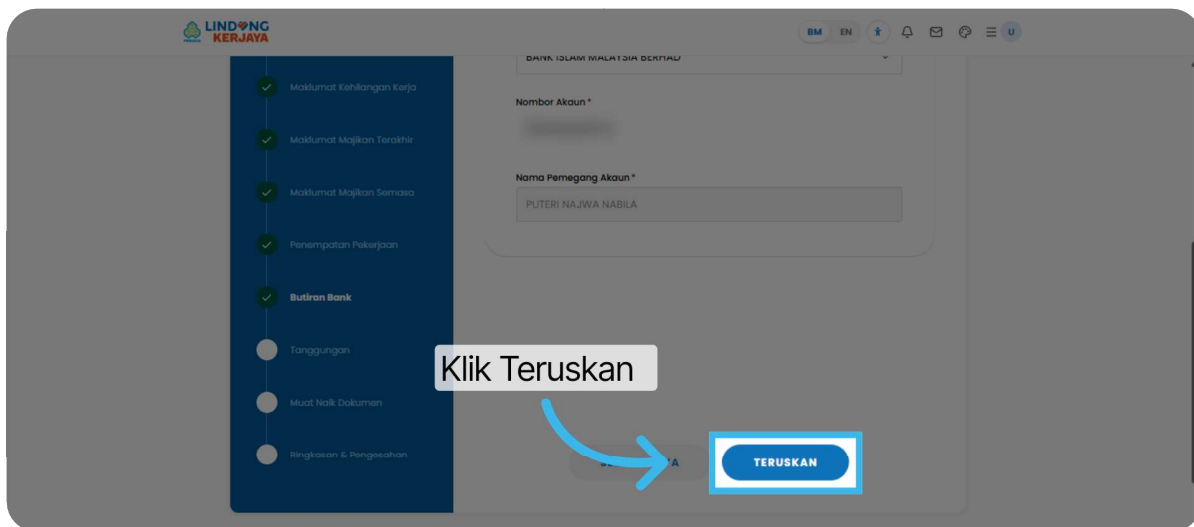 LINDUNG
KERJAYA
BM EN
U
BANK ISLAM MALAYSIA BERHAD
Maklumat Kehilangan Kerja
Nombor Akaun *
Maklumat Majikan Terakhir
Nama Pemegang Akaun *
Maklumat Majikan Semasa
PUTERI NAJWA NABILA
Penempatan Pekerjaan
Butiran Bank
Tanggungan
Klik Teruskan
Muat Naik Dokumen
Ringkasan & Pengesahan
TERUSKAN